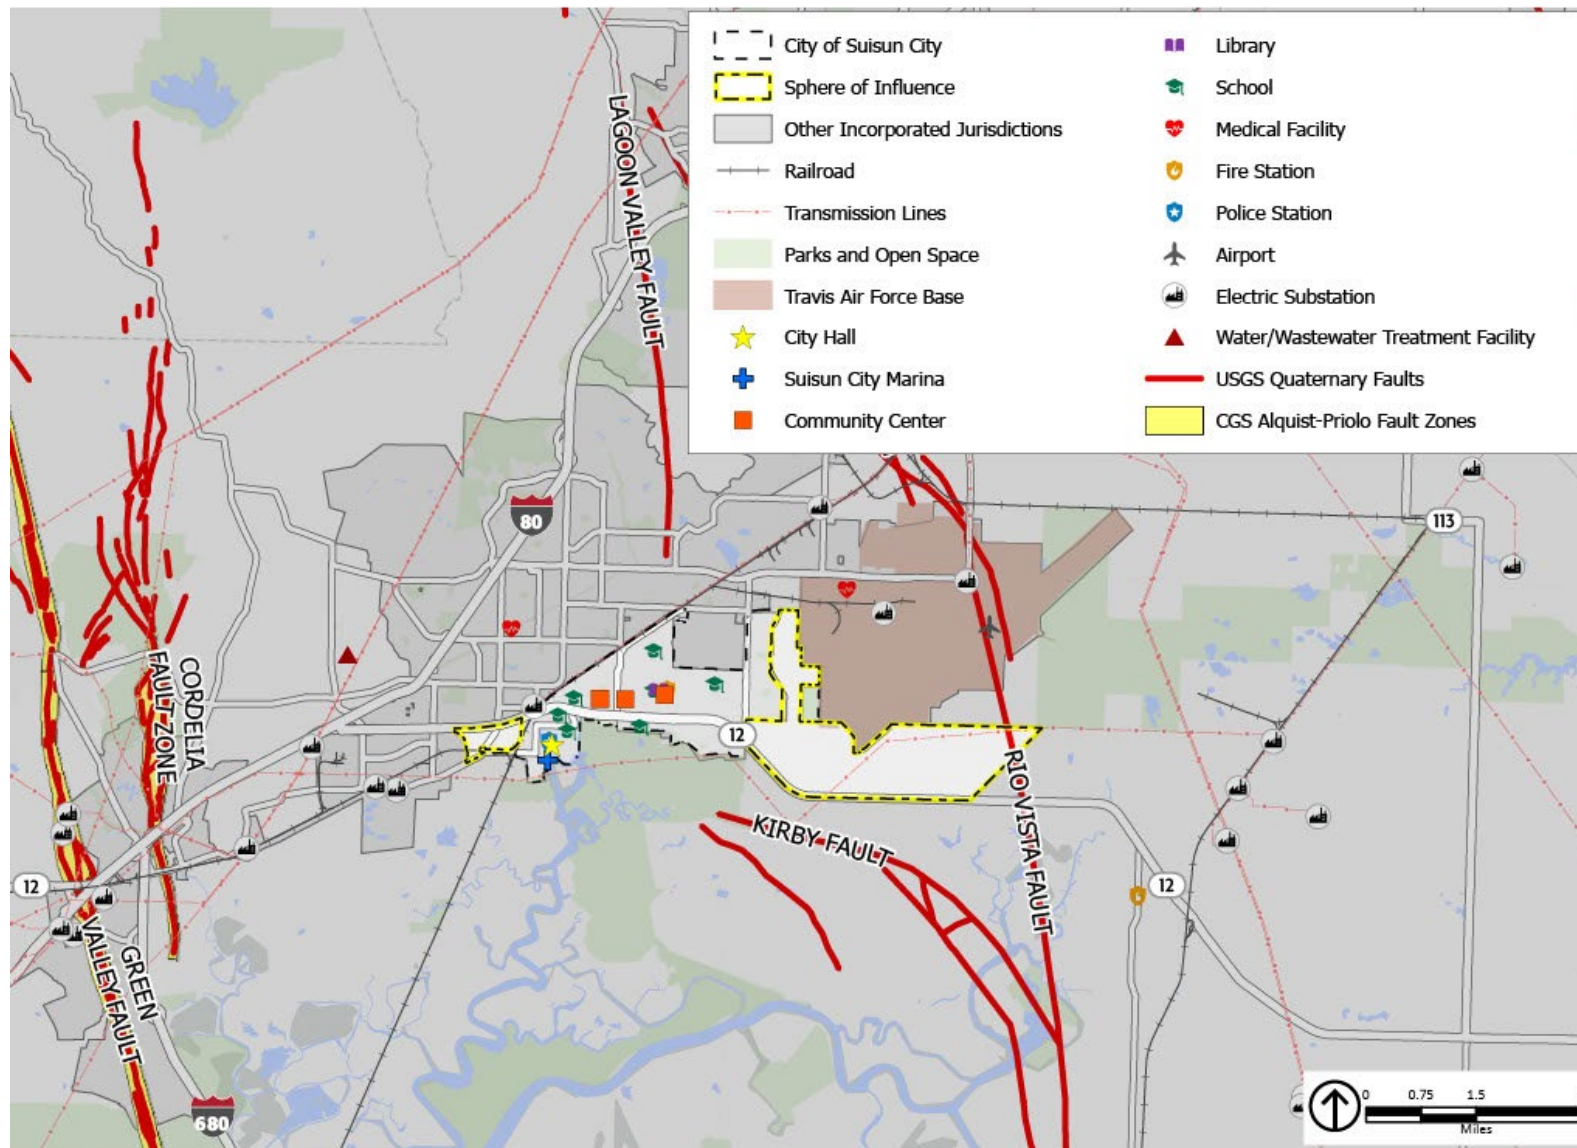 City of Suisun City
Sphere of Influence
Other Incorporated Jurisdictions
Railroad
Transmission Lines
Parks and Open Space
Travis Air Force Base
City Hall
Suisun City Marina
Community Center
Library
School
Medical Facility
Fire Station
Police Station
Airport
Electric Substation
Water/Wastewater Treatment Facility
USGS Quaternary Faults
CGS Alquist-Priolo Fault Zones
LAGOON VALLEY FAULT
80
113
CORDELIA
FAULT ZONE
12
RIO VISTA FAULT
KIRBY FAULT
12
12
GREEN
VALLEY FAULT
680
0 0.75 1.5
Miles